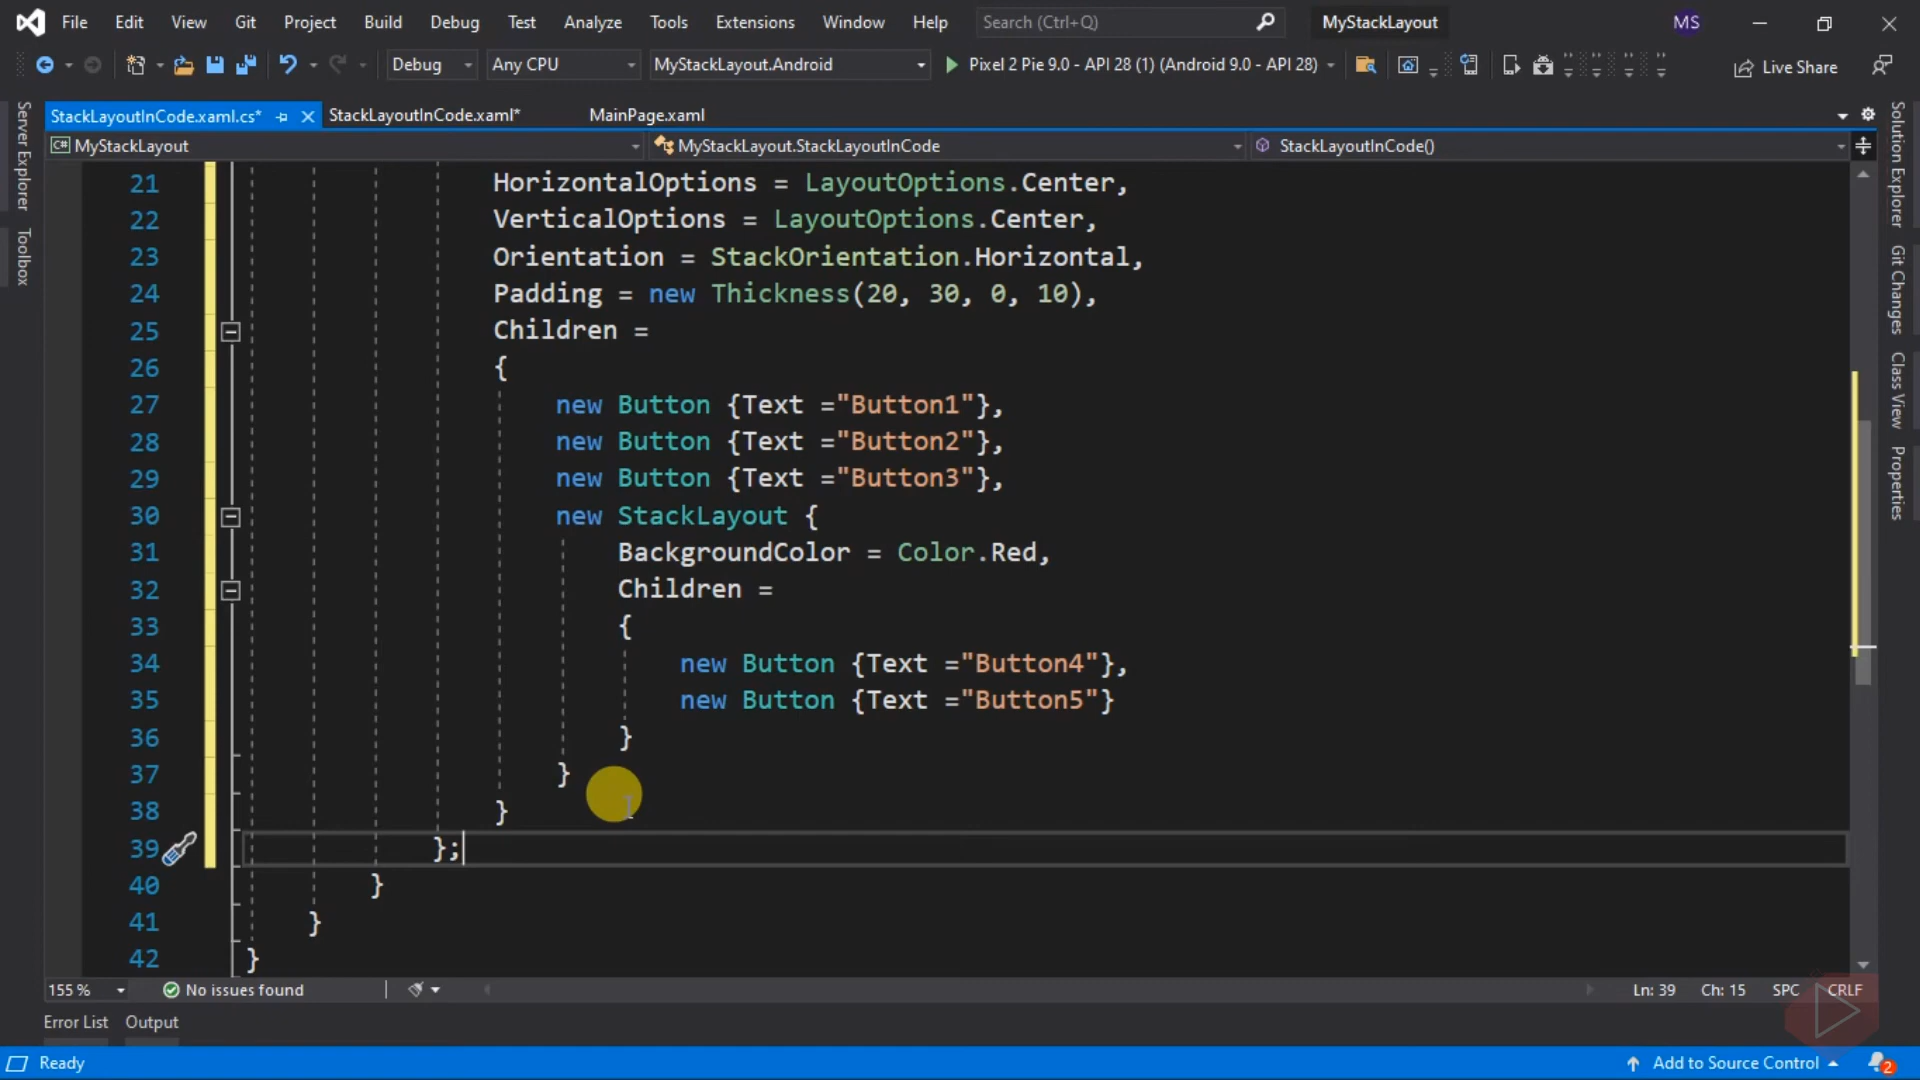 File Edit View Git Project Build Debug Test Analyze Tools Extensions Window Help Search (Ctrl+Q) MyStackLayout MS
Debug Any CPU MyStackLayout.Android Pixel 2 Pie 9.0 - API 28 (1) (Android 9.0 - API 28) Live Share
StackLayoutInCode.xaml.cs* StackLayoutInCode.xaml* MainPage.xaml
C# MyStackLayout MyStackLayout.StackLayoutInCode StackLayoutInCode()
Server Explorer
Toolbox
21 HorizontalOptions = LayoutOptions.Center,
22 VerticalOptions = LayoutOptions.Center,
23 Orientation = StackOrientation.Horizontal,
24 Padding = new Thickness(20, 30, 0, 10),
25 Children =
26 {
27 new Button {Text ="Button1"},
28 new Button {Text ="Button2"},
29 new Button {Text ="Button3"},
30 new StackLayout {
31 BackgroundColor = Color.Red,
32 Children =
33 {
34 new Button {Text ="Button4"},
35 new Button {Text ="Button5"}
36 }
37 }
38 }
39 };
40 }
41 }
42 }
Solution Explorer
Git Changes
Class View
Properties
155 % No issues found Ln: 39 Ch: 15 SPC CRLF
Error List Output
Ready Add to Source Control 2